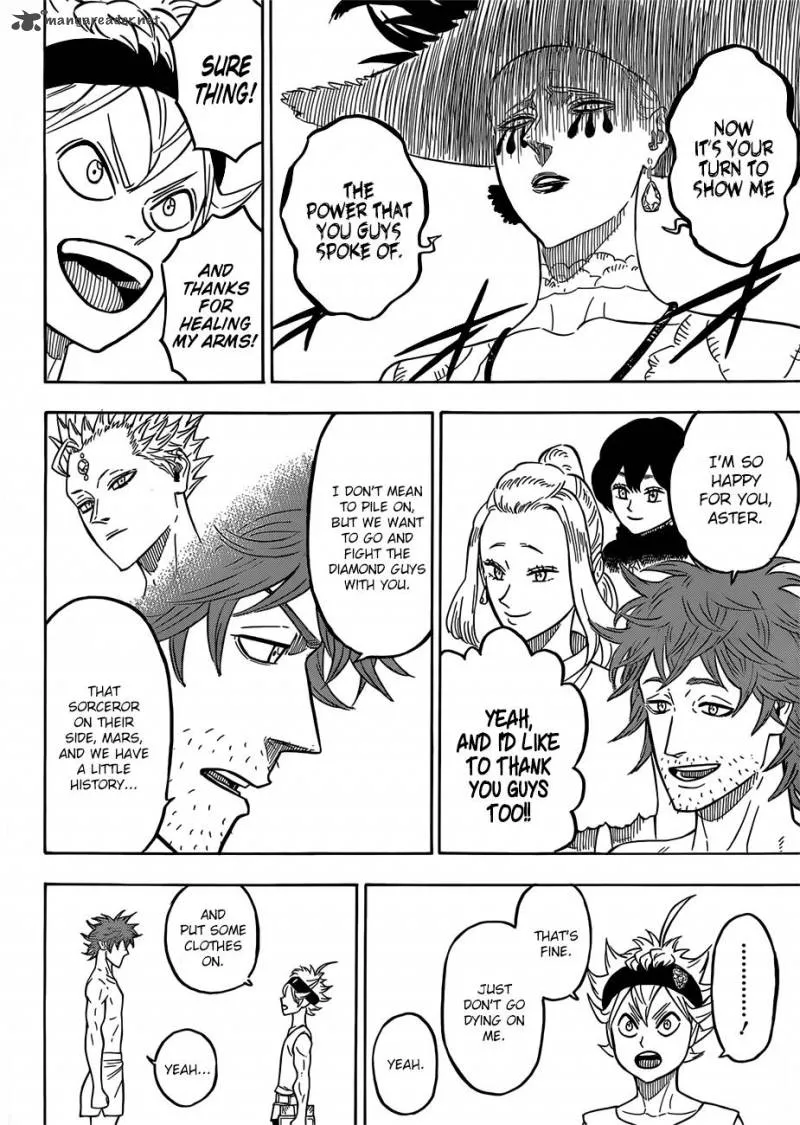 mangareader.net
NOW
IT'S YOUR
TURN TO
SHOW ME
THE
POWER THAT
YOU GUYS
SPOKE OF.
SURE
THING!
AND
THANKS
FOR
HEALING
MY ARMS!
I'M SO
HAPPY
FOR YOU,
ASTER.
YEAH,
AND I'D LIKE
TO THANK
YOU GUYS
TOO!!
I DON'T MEAN
TO PILE ON,
BUT WE WANT
TO GO AND
FIGHT THE
DIAMOND GUYS
WITH YOU.
THAT
SORCEROR
ON THEIR
SIDE, MARS,
AND WE HAVE
A LITTLE
HISTORY...
.........
THAT'S
FINE.
JUST
DON'T GO
DYING ON
ME.
YEAH.
AND
PUT SOME
CLOTHES
ON.
YEAH...